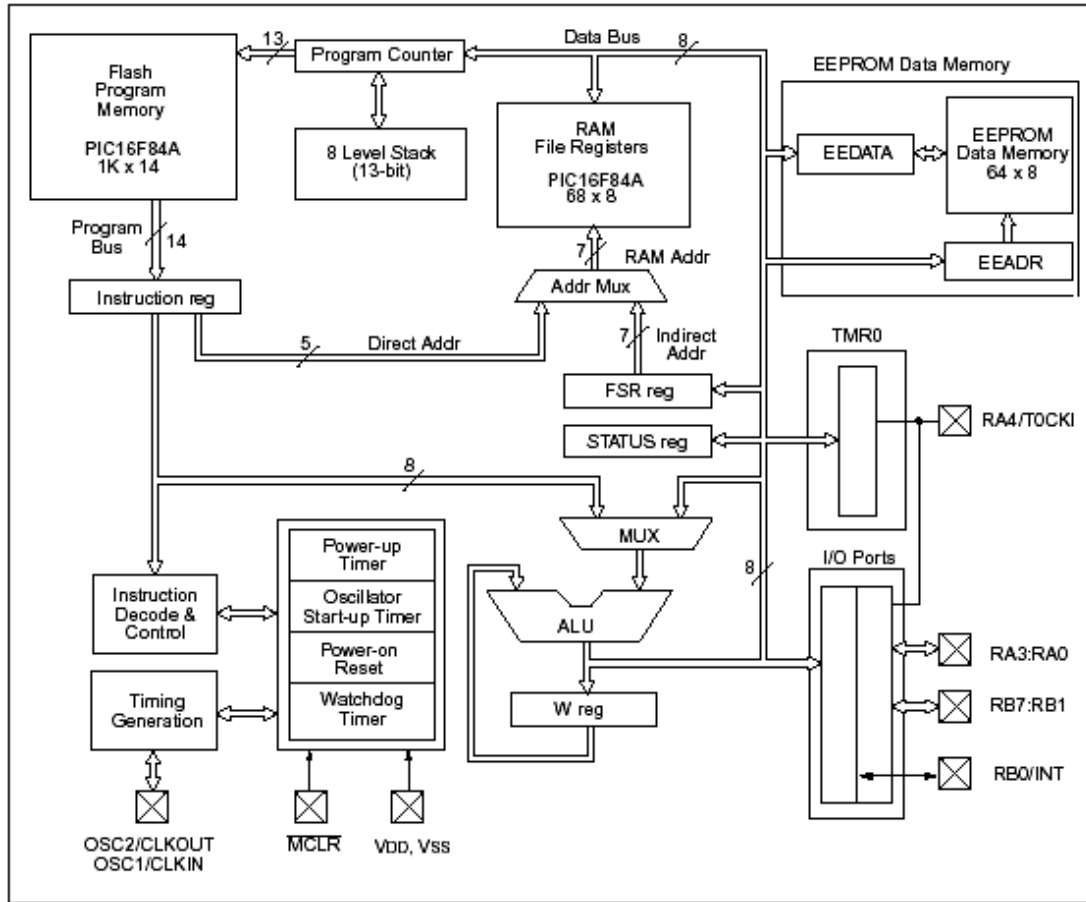 Flash
Program
Memory
PIC16F84A
1K x 14
13
Program Counter
8 Level Stack
(13-bit)
Data Bus
8
RAM
File Registers
PIC16F84A
68 x 8
EEPROM Data Memory
EEDATA
EEPROM
Data Memory
64 x 8
EEADR
Program
Bus
14
Instruction reg
7
RAM Addr
Addr Mux
5
Direct Addr
7
Indirect
Addr
FSR reg
STATUS reg
TMR0
RA4/T0CKI
8
MUX
8
I/O Ports
Power-up
Timer
Oscillator
Start-up Timer
Power-on
Reset
Watchdog
Timer
Instruction
Decode &
Control
Timing
Generation
ALU
W reg
RA3:RA0
RB7:RB1
RB0/INT
OSC2/CLKOUT
OSC1/CLKIN
MCLR
VDD, VSS